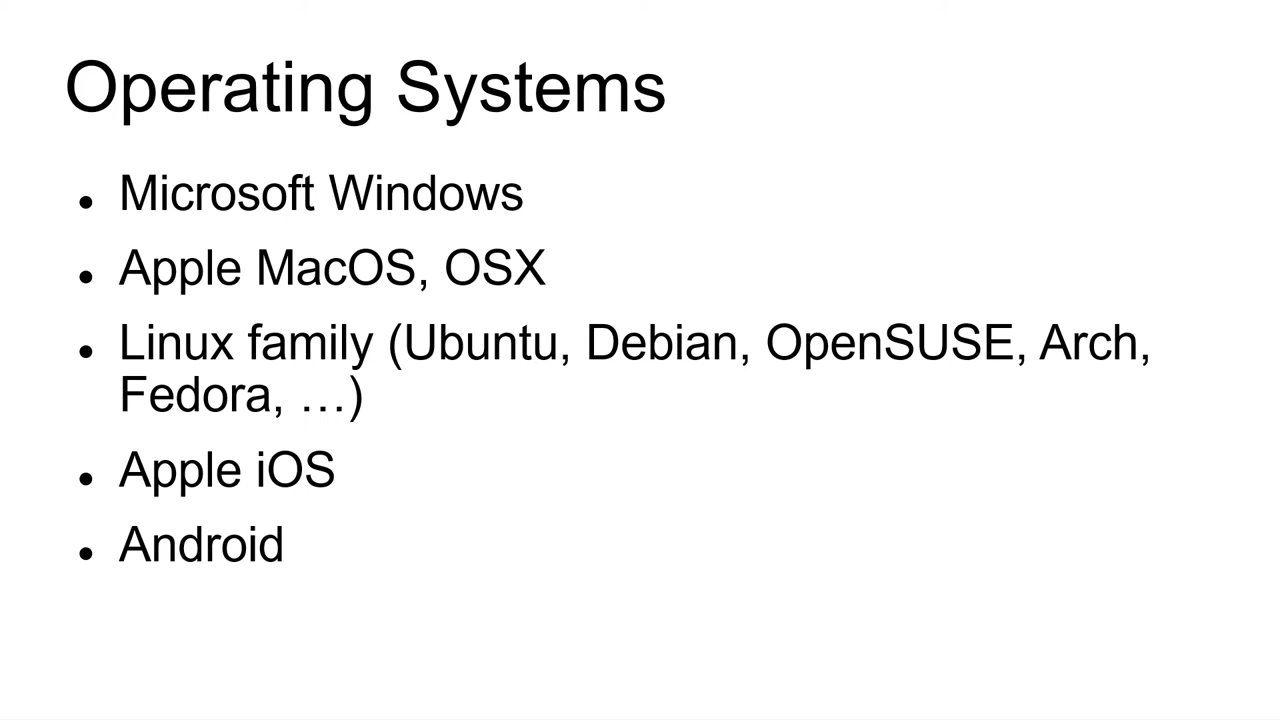 Operating Systems
● Microsoft Windows
● Apple MacOS, OSX
● Linux family (Ubuntu, Debian, OpenSUSE, Arch,
Fedora, …)
● Apple iOS
● Android